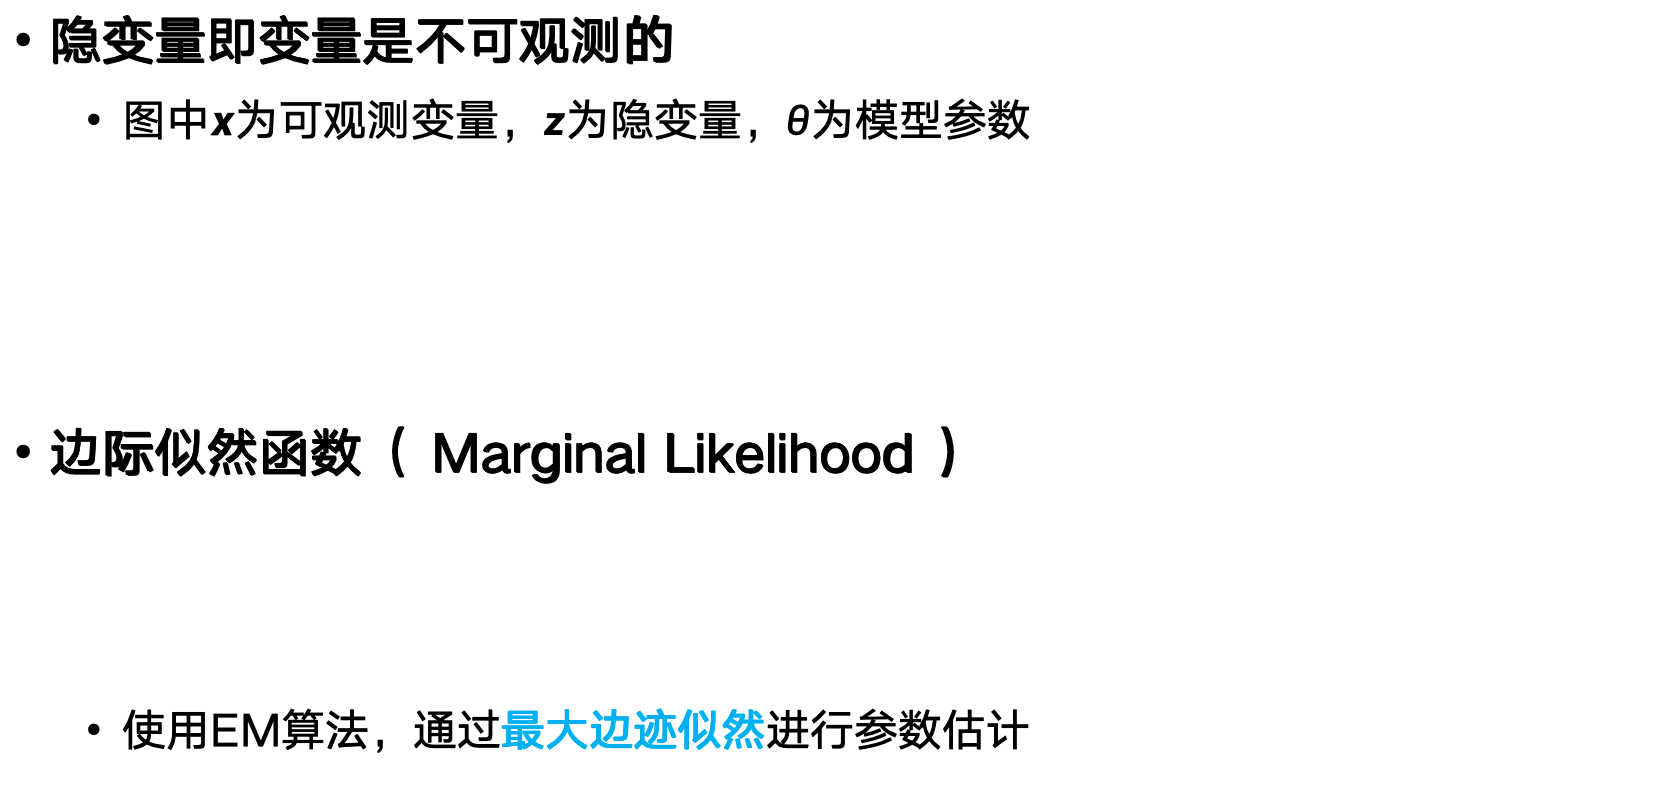 • 隐变量即变量是不可观测的
• 图中x为可观测变量，z为隐变量，θ为模型参数
• 边际似然函数（ Marginal Likelihood ）
• 使用EM算法，通过最大边迹似然进行参数估计